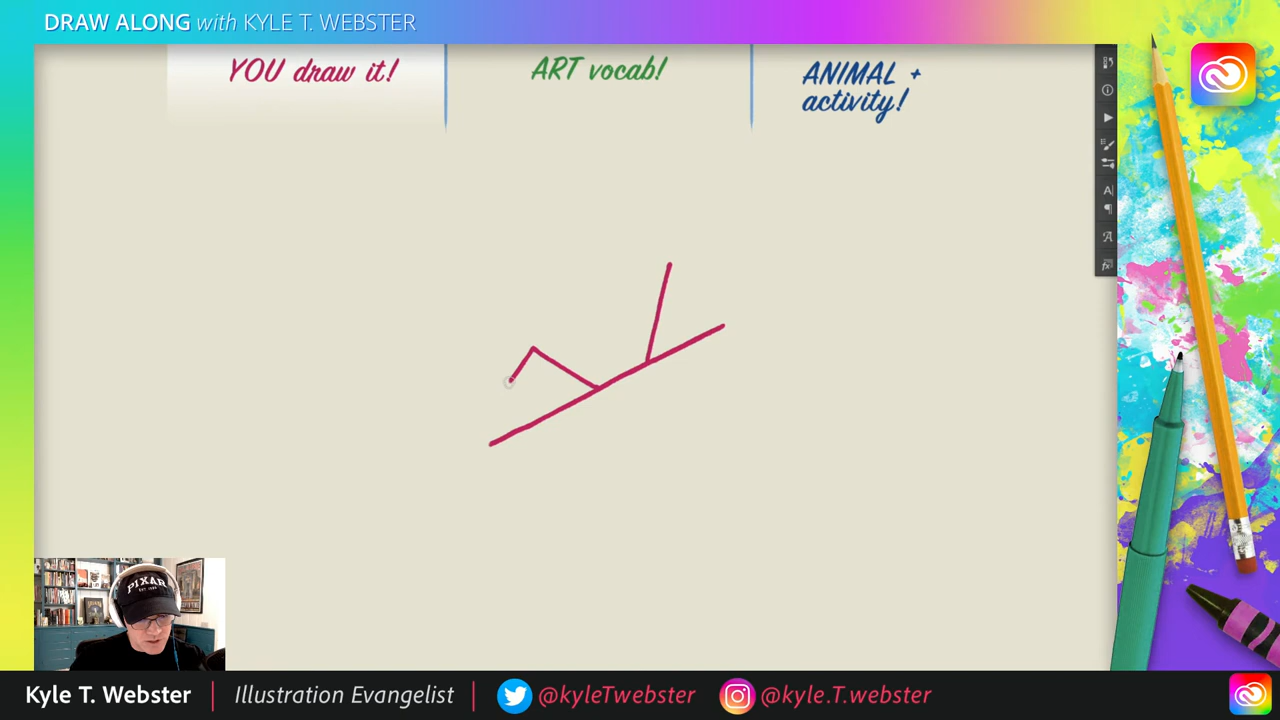 DRAW ALONG with KYLE T. WEBSTER
YOU draw it!
ART vocab!
ANIMAL +
activity!
PIXAR
Kyle T. Webster | Illustration Evangelist @kyleTwebster @kyle.T.webster